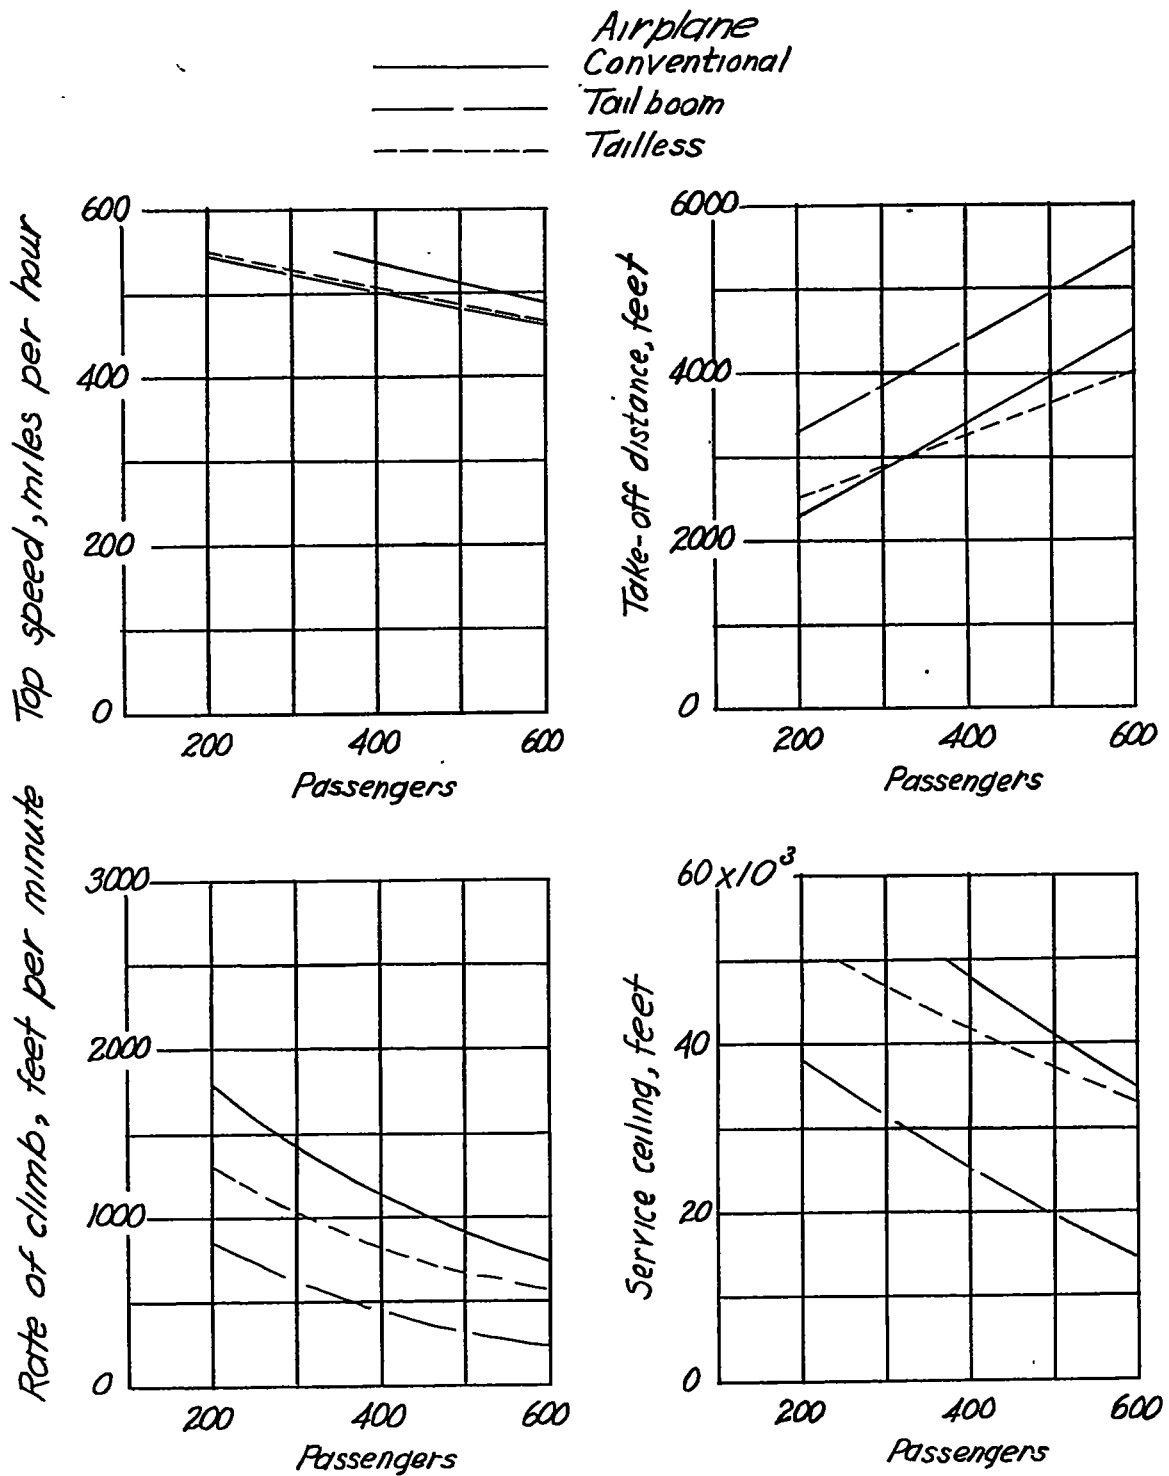 Airplane
Conventional
Tail boom
Tailless
Top speed, miles per hour
600
400
200
0
200 400 600
Passengers
Take-off distance, feet
6000
4000
2000
0
200 400 600
Passengers
Rate of climb, feet per minute
3000
2000
1000
0
200 400 600
Passengers
Service ceiling, feet
60 x 10³
40
20
0
200 400 600
Passengers